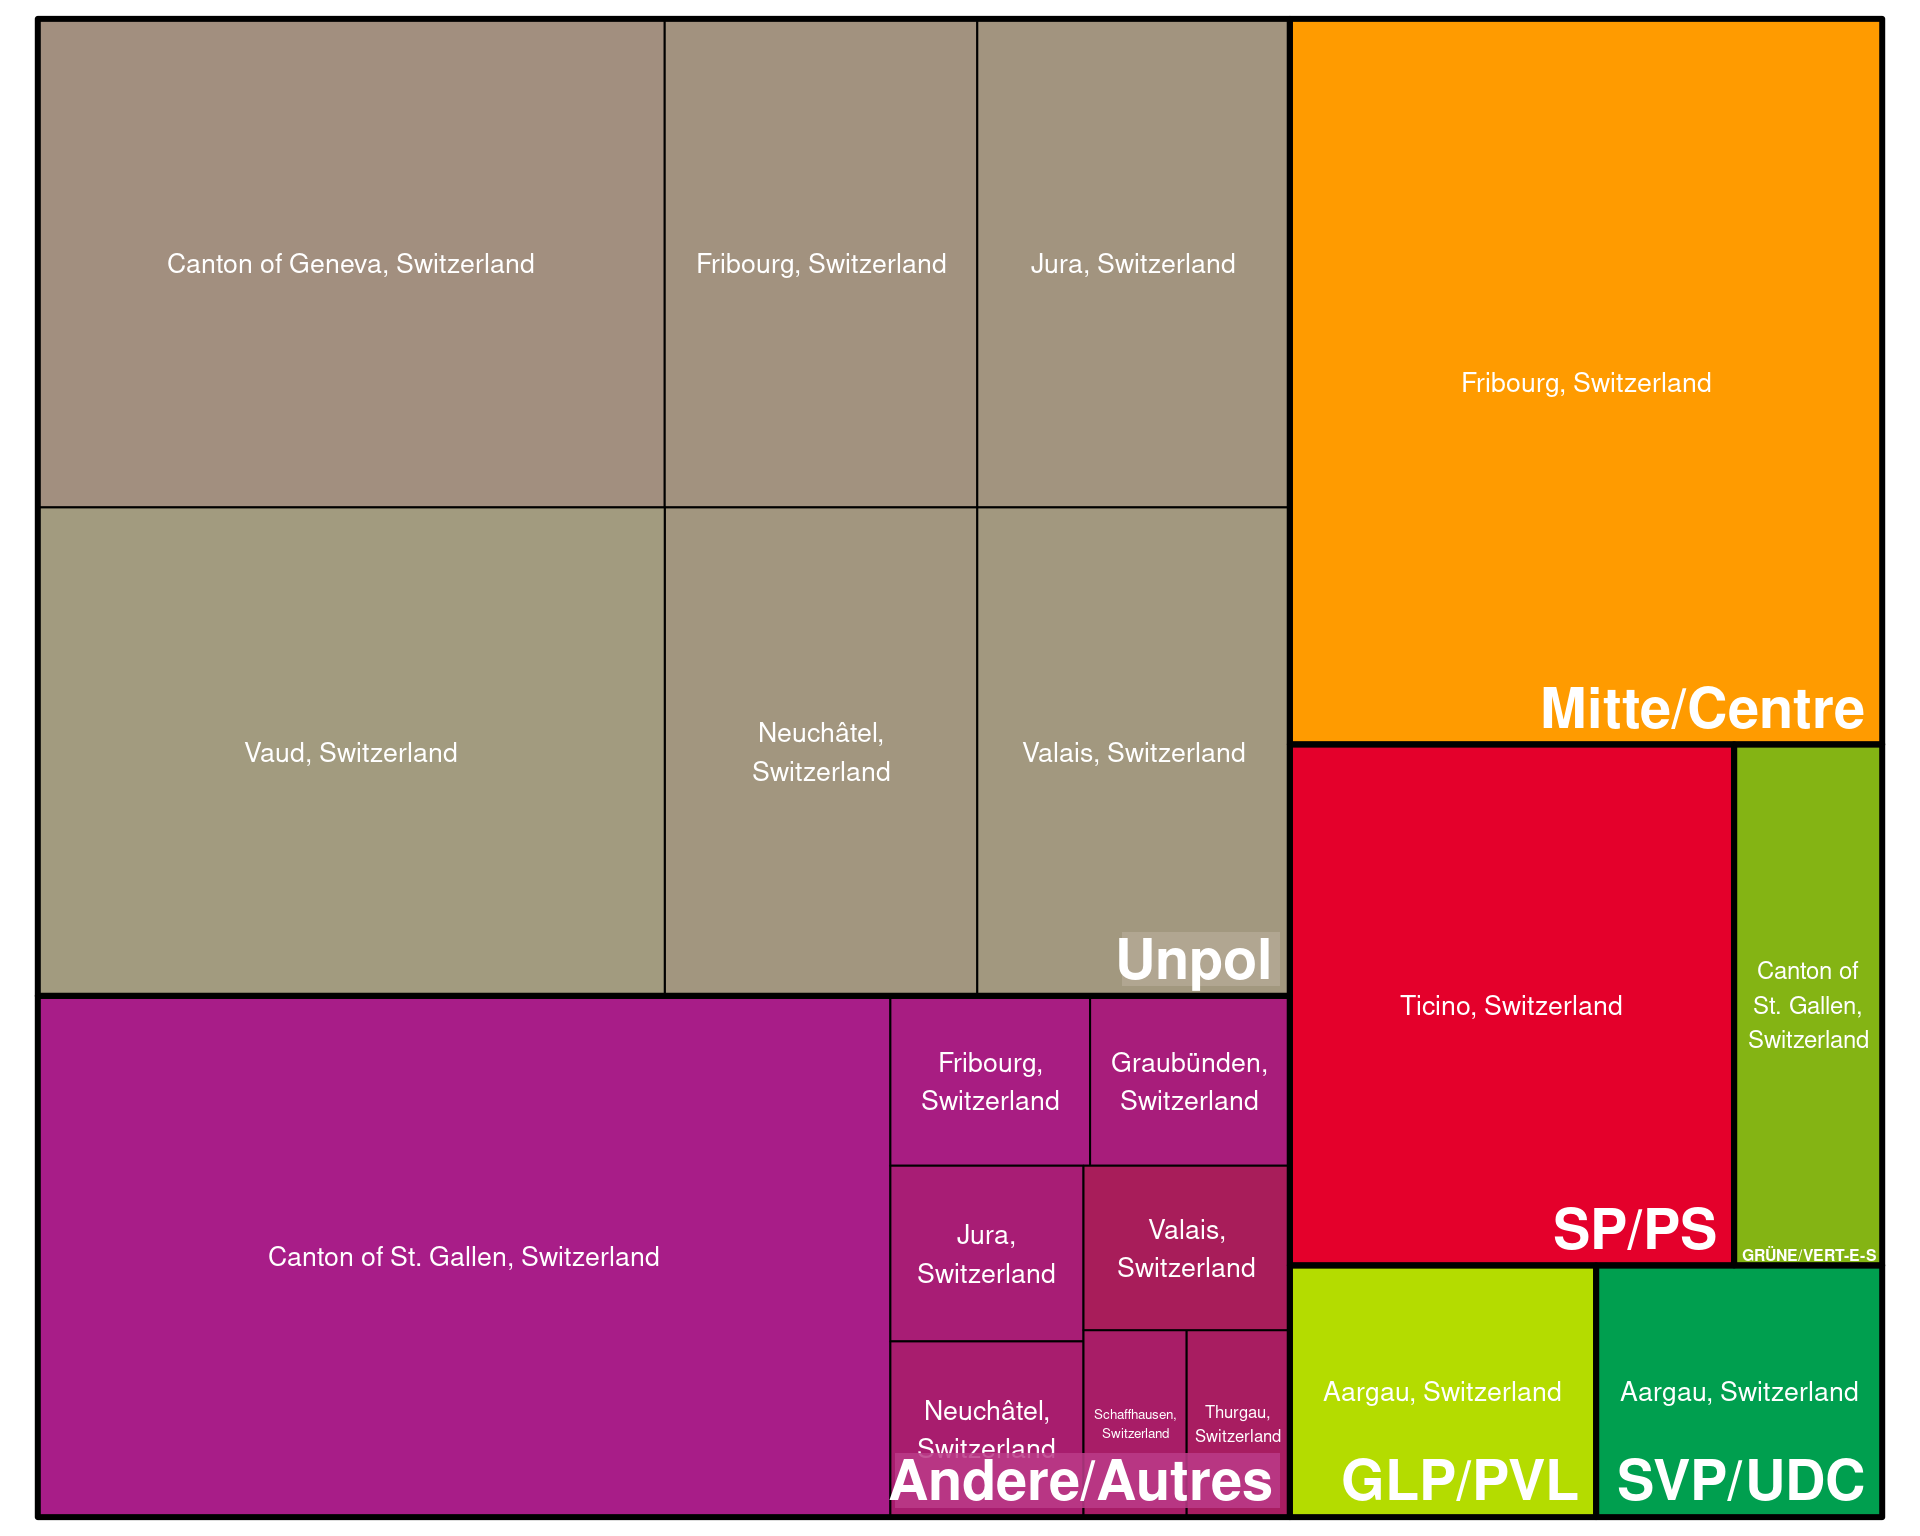 Canton of Geneva, Switzerland
Fribourg, Switzerland
Jura, Switzerland
Vaud, Switzerland
Neuchâtel,
Switzerland
Valais, Switzerland
Unpol
Canton of St. Gallen, Switzerland
Fribourg,
Switzerland
Graubünden,
Switzerland
Jura,
Switzerland
Valais,
Switzerland
Neuchâtel,
Switzerland
Schaffhausen,
Switzerland
Thurgau,
Switzerland
Andere/Autres
Fribourg, Switzerland
Mitte/Centre
Ticino, Switzerland
SP/PS
Canton of
St. Gallen,
Switzerland
GRÜNE/VERT-E-S
Aargau, Switzerland
GLP/PVL
Aargau, Switzerland
SVP/UDC